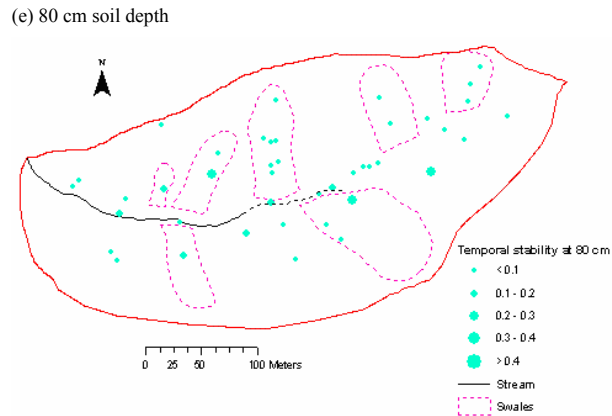 (e) 80 cm soil depth
N
Temporal stability at 80 cm
< 0.1
0.1 - 0.2
0.2 - 0.3
0.3 - 0.4
> 0.4
Stream
Swales
0 25 50 100 Meters